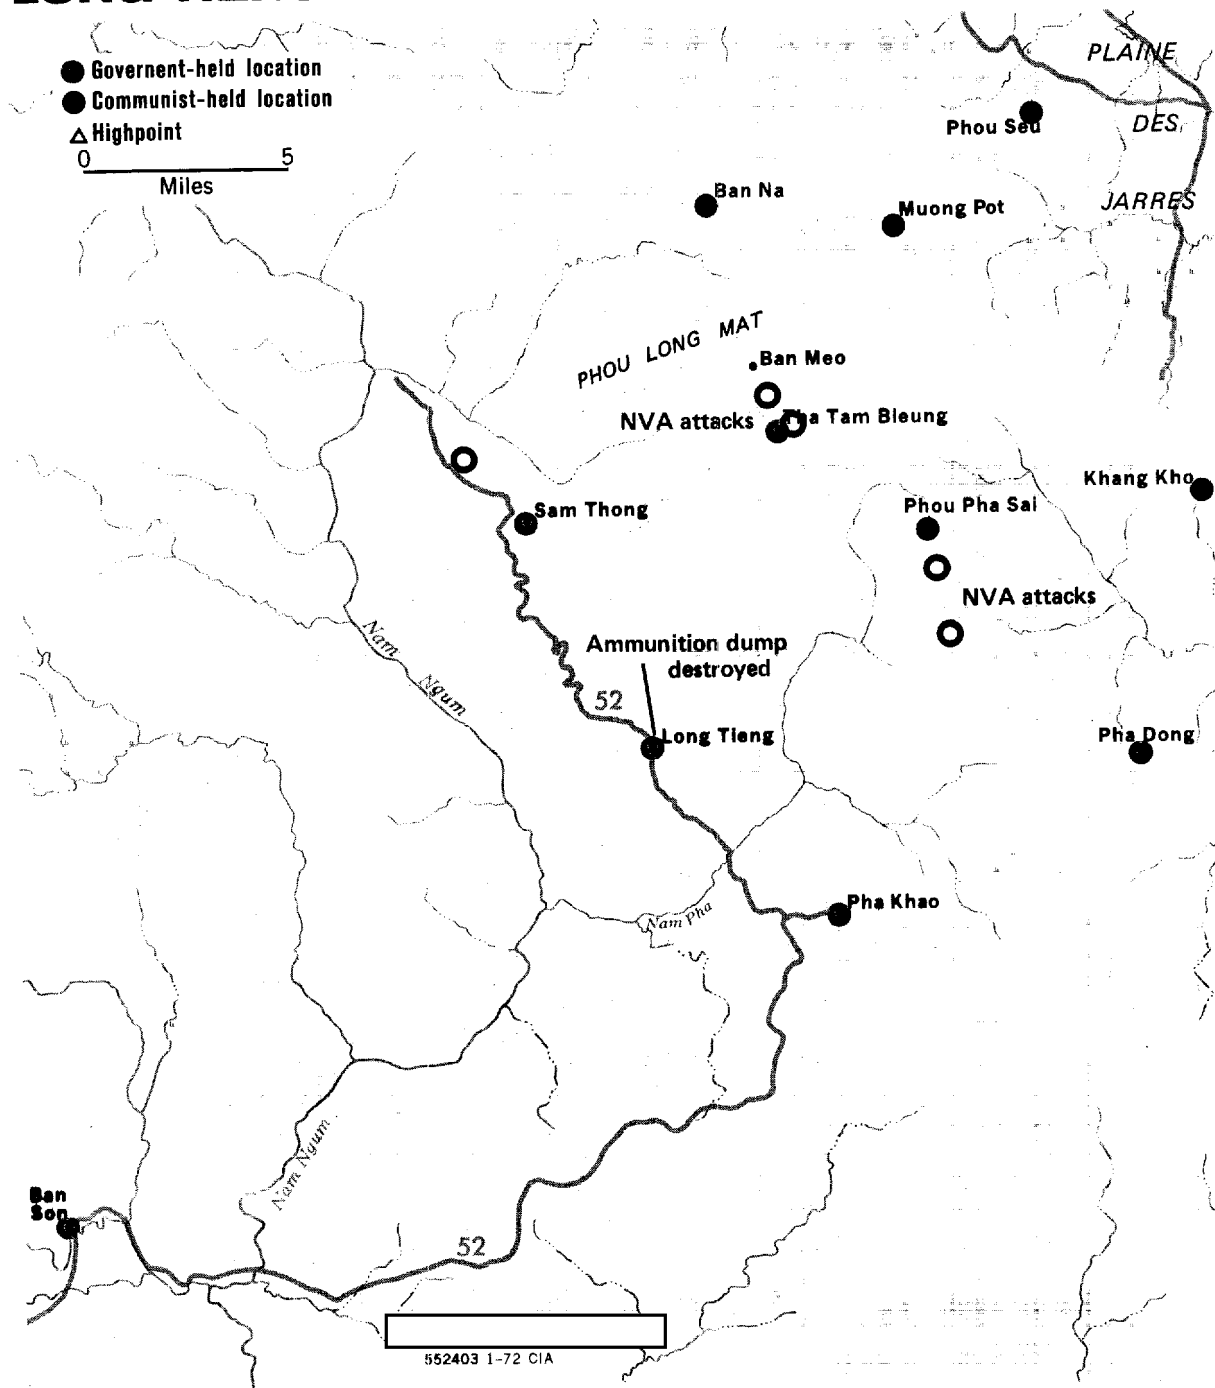 Governent-held location
Communist-held location
Highpoint
0 5
Miles
PLAINE
DES
JARRES
Phou Seu
Ban Na
Muong Pot
PHOU LONG MAT
Ban Meo
NVA attacks
Tha Tam Bleung
Khang Kho
Sam Thong
Phou Pha Sai
NVA attacks
Nam Ngum
Ammunition dump
destroyed
52
Long Tieng
Pha Dong
Pha Khao
Nam Pha
Nam Ngum
Ban
Son
52
552403 1-72 CIA